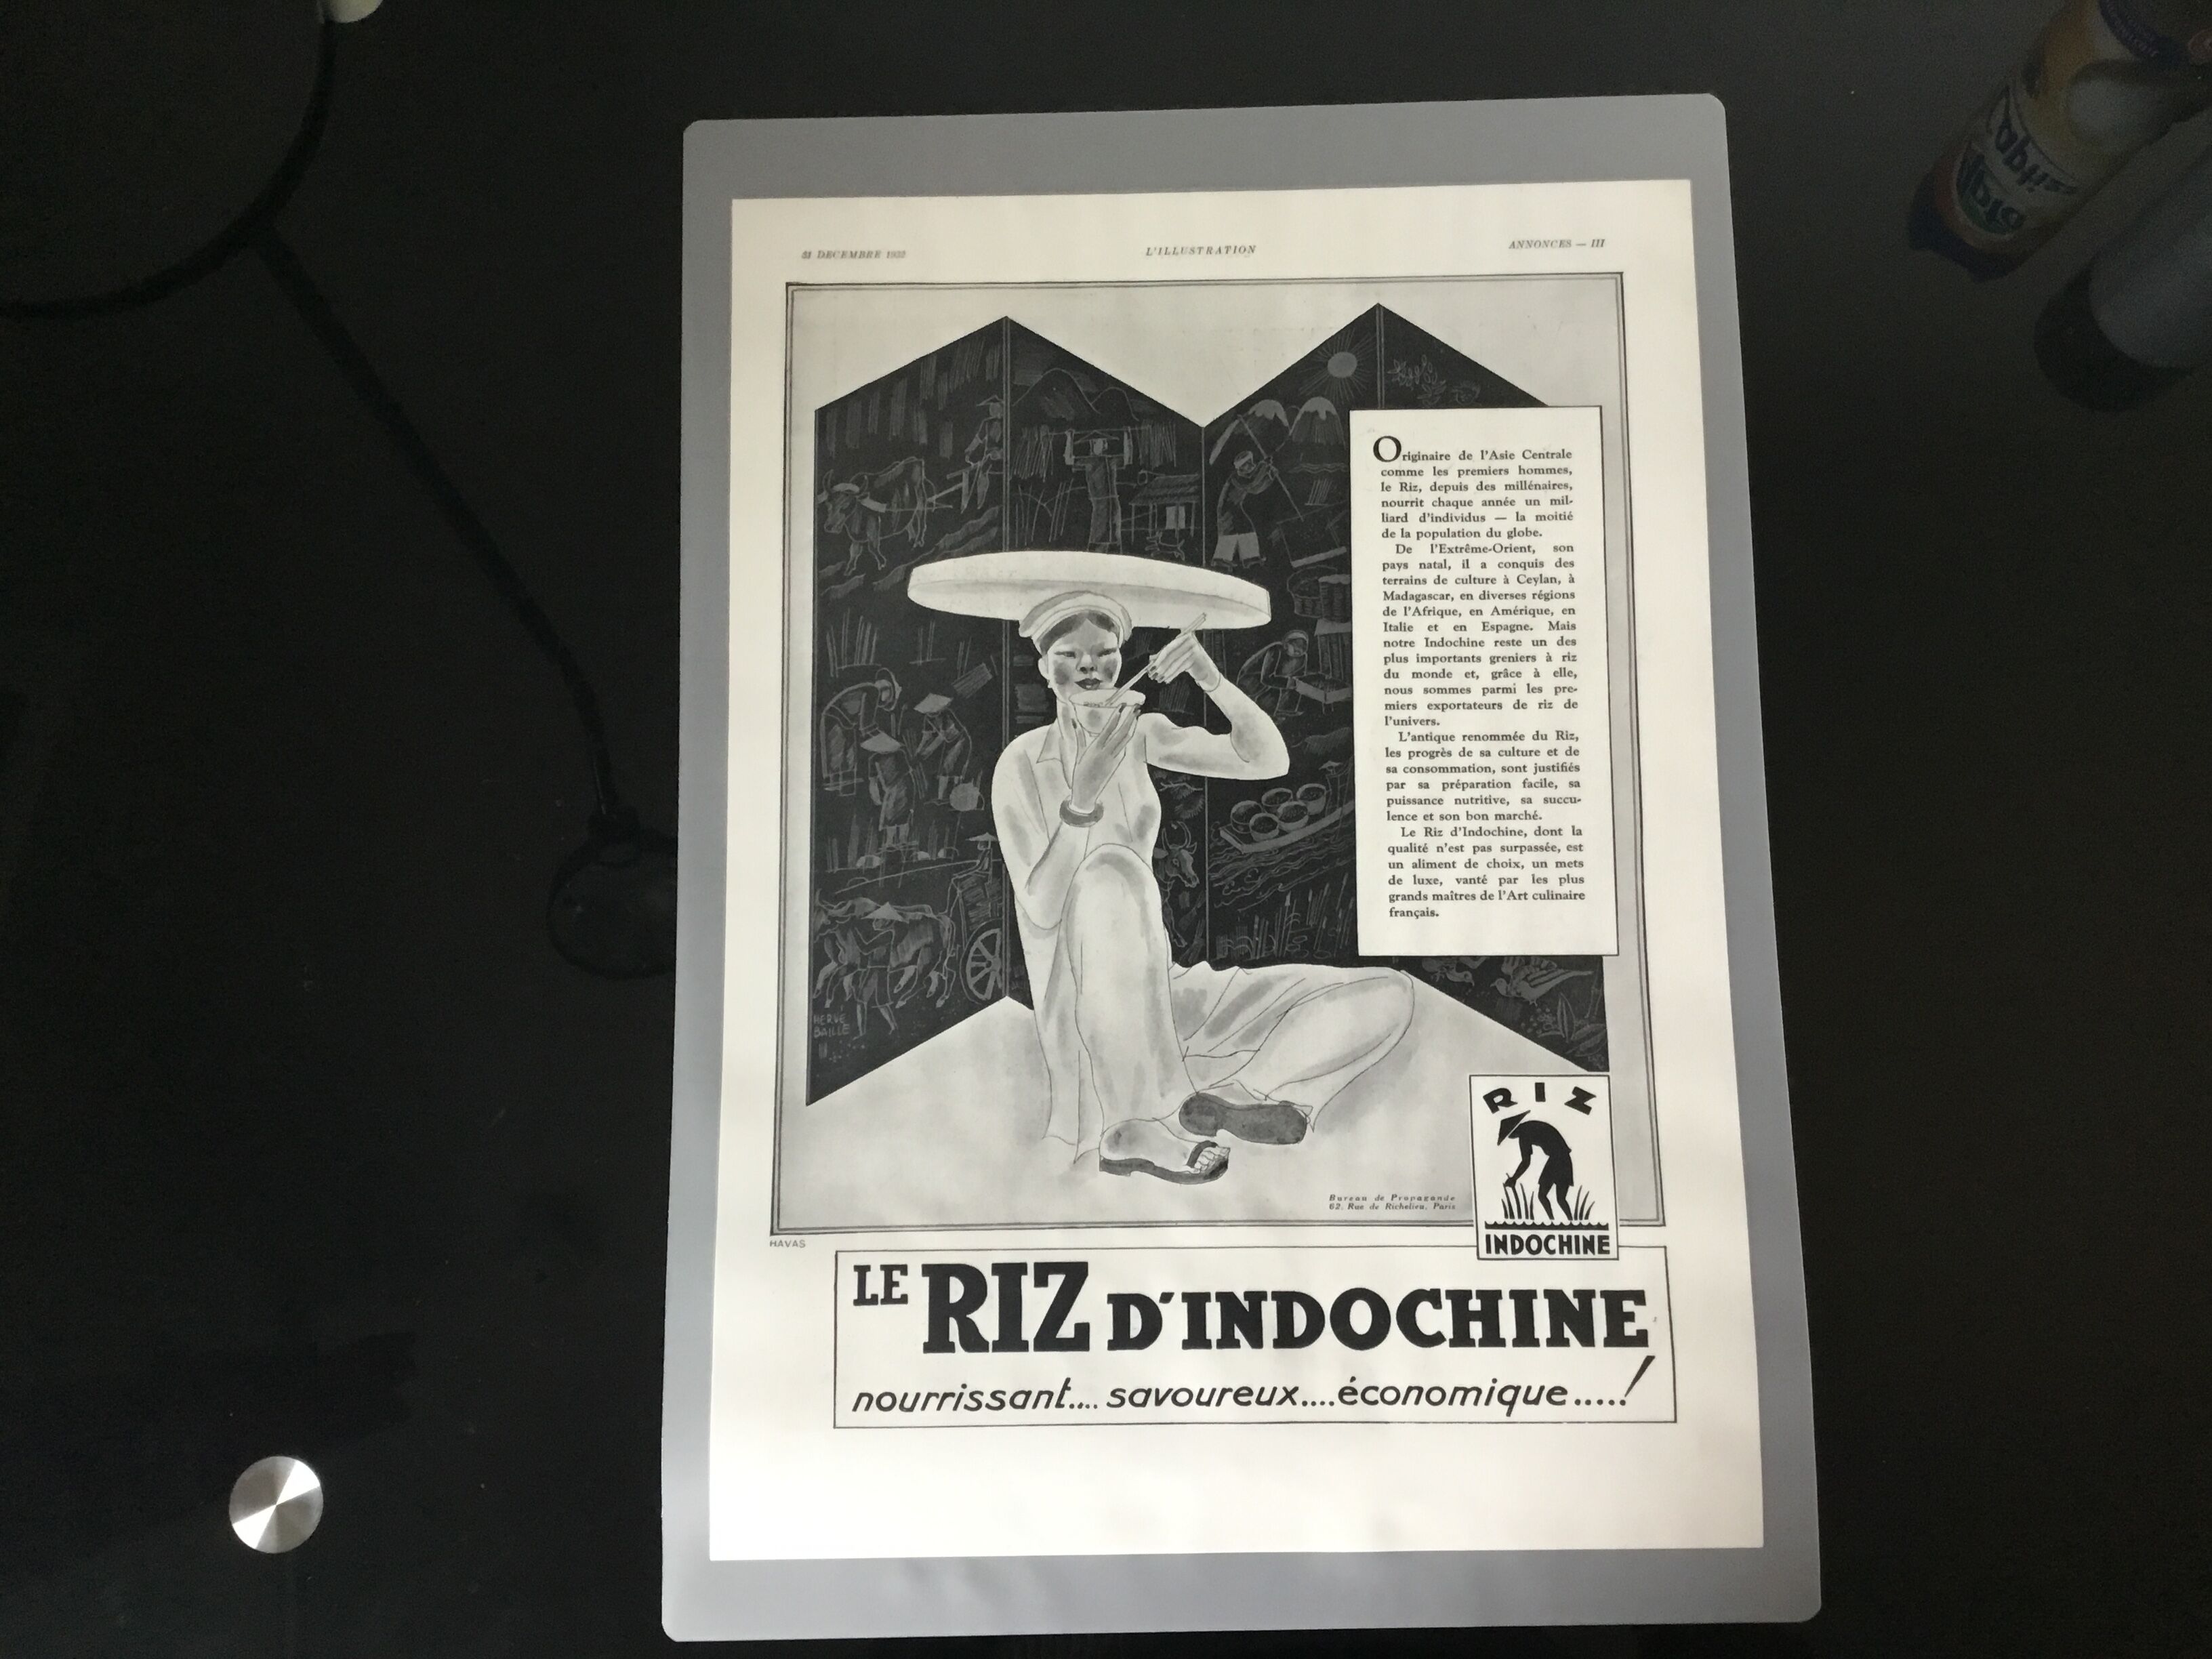 31 DECEMBRE 1932
L'ILLUSTRATION
ANNONCES — III
Originaire de l'Asie Centrale
comme les premiers hommes,
le Riz, depuis des millénaires,
nourrit chaque année un mil-
liard d'individus — la moitié
de la population du globe.
De l'Extrême-Orient, son
pays natal, il a conquis des
terrains de culture à Ceylan, à
Madagascar, en diverses régions
de l'Afrique, en Amérique, en
Italie et en Espagne. Mais
notre Indochine reste un des
plus importants greniers à riz
du monde et, grâce à elle,
nous sommes parmi les pre-
miers exportateurs de riz de
l'univers.
L'antique renommée du Riz,
les progrès de sa culture et de
sa consommation, sont justifiés
par sa préparation facile, sa
puissance nutritive, sa succu-
lence et son bon marché.
Le Riz d'Indochine, dont la
qualité n'est pas surpassée, est
un aliment de choix, un mets
de luxe, vanté par les plus
grands maîtres de l'Art culinaire
français.
HERVÉ
BAILLE
RIZ
INDOCHINE
Bureau de Propagande
62, Rue de Richelieu, Paris
HAVAS
LE RIZ D'INDOCHINE
nourrissant.... savoureux....économique.....!